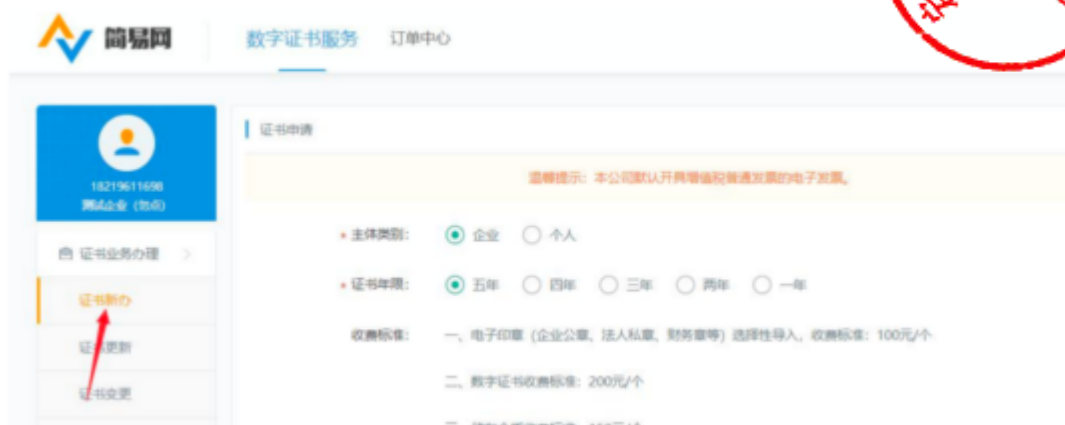 简易网 数字证书服务 订单中心
证书申请
18219611698
测试企业（勿动）
温馨提示：本公司默认开具增值税普通发票的电子发票。
* 主体类别： 企业 个人
证书业务办理 >
* 证书年限： 五年 四年 三年 两年 一年
证书新办
收费标准： 一、电子印章（企业公章、法人私章、财务章等）选择性导入，收费标准：100元/个
证书更新
二、数字证书收费标准：200元/个
证书变更